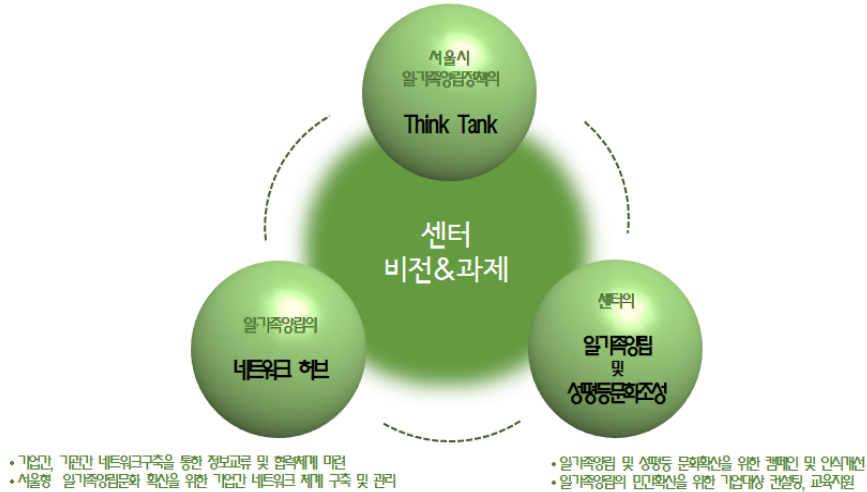 서울시
일가족양립정책의
Think Tank
센터
비전&과제
일가족양립의
네트워크 허브
센터의
일가족양립
및
성평등문화조성
• 기업간, 기관간 네트워크구축을 통한 정보교류 및 협력체계 마련
• 서울형 일가족양립문화 확산을 위한 기업간 네트워크 체계 구축 및 관리
• 일가족양립 및 성평등 문화확산을 위한 캠페인 및 인식개선
• 일가족양립의 민간확산을 위한 기업대상 컨설팅, 교육지원